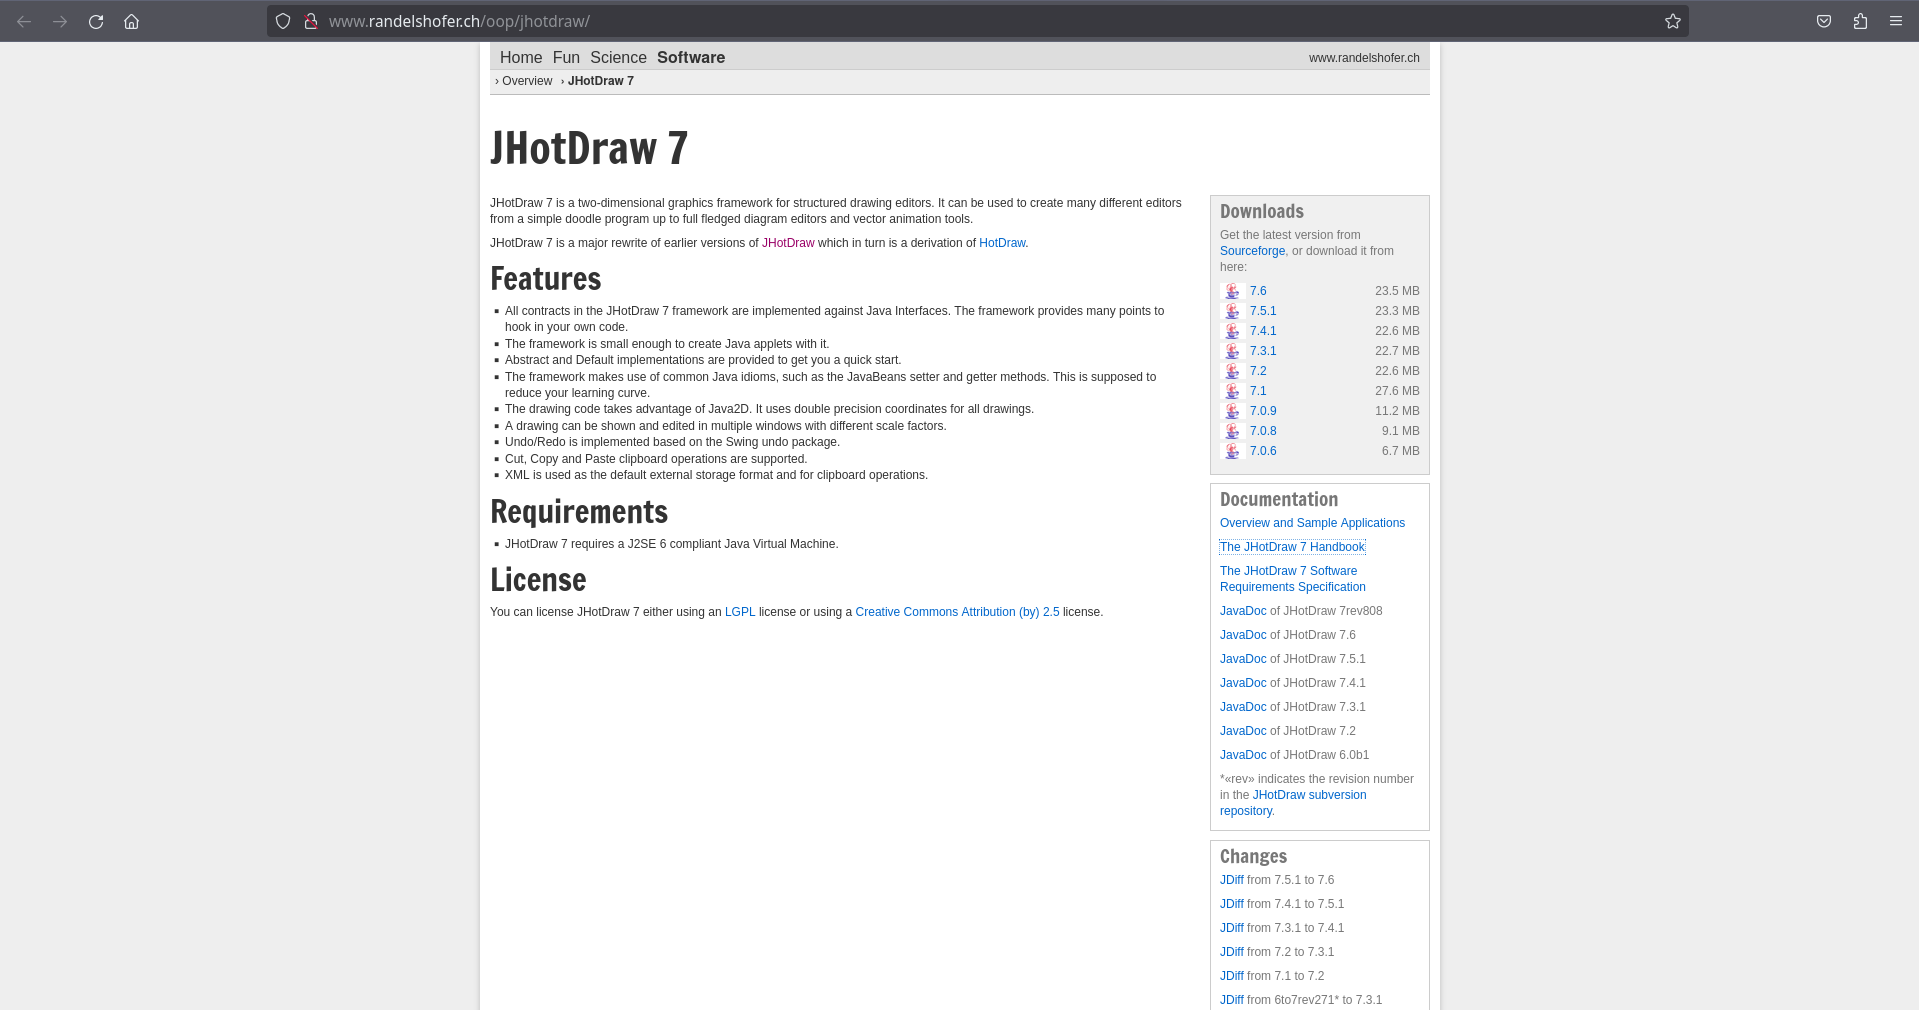 www.randelshofer.ch/oop/jhotdraw/
Home Fun Science Software
www.randelshofer.ch
› Overview › JHotDraw 7
JHotDraw 7
JHotDraw 7 is a two-dimensional graphics framework for structured drawing editors. It can be used to create many different editors
from a simple doodle program up to full fledged diagram editors and vector animation tools.
JHotDraw 7 is a major rewrite of earlier versions of JHotDraw which in turn is a derivation of HotDraw.
Features
▪ All contracts in the JHotDraw 7 framework are implemented against Java Interfaces. The framework provides many points to
hook in your own code.
▪ The framework is small enough to create Java applets with it.
▪ Abstract and Default implementations are provided to get you a quick start.
▪ The framework makes use of common Java idioms, such as the JavaBeans setter and getter methods. This is supposed to
reduce your learning curve.
▪ The drawing code takes advantage of Java2D. It uses double precision coordinates for all drawings.
▪ A drawing can be shown and edited in multiple windows with different scale factors.
▪ Undo/Redo is implemented based on the Swing undo package.
▪ Cut, Copy and Paste clipboard operations are supported.
▪ XML is used as the default external storage format and for clipboard operations.
Requirements
▪ JHotDraw 7 requires a J2SE 6 compliant Java Virtual Machine.
License
You can license JHotDraw 7 either using an LGPL license or using a Creative Commons Attribution (by) 2.5 license.
Downloads
Get the latest version from
Sourceforge, or download it from
here:
7.6 23.5 MB
7.5.1 23.3 MB
7.4.1 22.6 MB
7.3.1 22.7 MB
7.2 22.6 MB
7.1 27.6 MB
7.0.9 11.2 MB
7.0.8 9.1 MB
7.0.6 6.7 MB
Documentation
Overview and Sample Applications
The JHotDraw 7 Handbook
The JHotDraw 7 Software
Requirements Specification
JavaDoc of JHotDraw 7rev808
JavaDoc of JHotDraw 7.6
JavaDoc of JHotDraw 7.5.1
JavaDoc of JHotDraw 7.4.1
JavaDoc of JHotDraw 7.3.1
JavaDoc of JHotDraw 7.2
JavaDoc of JHotDraw 6.0b1
*«rev» indicates the revision number
in the JHotDraw subversion
repository.
Changes
JDiff from 7.5.1 to 7.6
JDiff from 7.4.1 to 7.5.1
JDiff from 7.3.1 to 7.4.1
JDiff from 7.2 to 7.3.1
JDiff from 7.1 to 7.2
JDiff from 6to7rev271* to 7.3.1